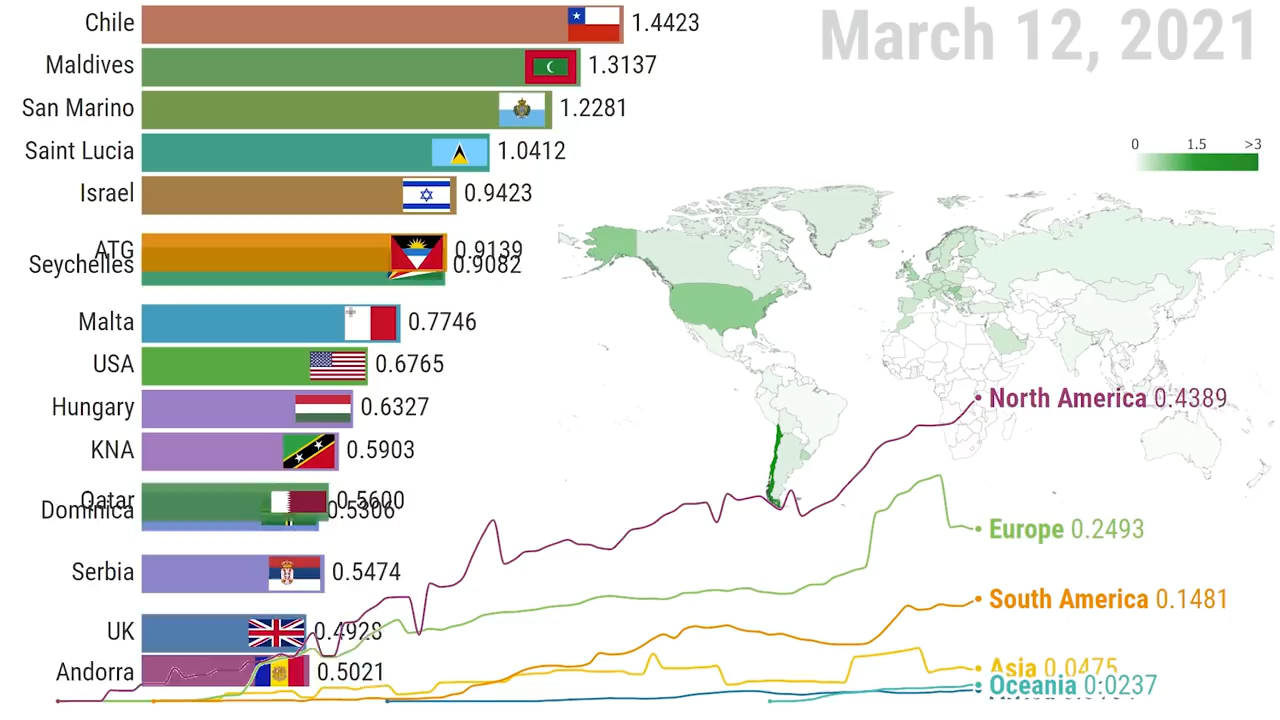 March 12, 2021
Chile 1.4423
Maldives 1.3137
San Marino 1.2281
Saint Lucia 1.0412
Israel 0.9423
ATG 0.9139
Seychelles 0.9082
Malta 0.7746
USA 0.6765
Hungary 0.6327
KNA 0.5903
Qatar 0.5600
Dominica 0.5306
Serbia 0.5474
UK 0.4928
Andorra 0.5021
0 1.5 >3
North America 0.4389
Europe 0.2493
South America 0.1481
Asia 0.0475
Oceania 0.0237